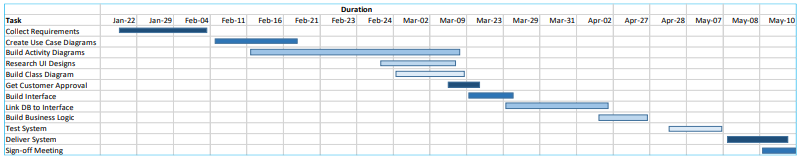 Duration
Task Jan-22 Jan-29 Feb-04 Feb-11 Feb-16 Feb-21 Feb-23 Feb-24 Mar-02 Mar-09 Mar-23 Mar-29 Mar-31 Apr-02 Apr-27 Apr-28 May-07 May-08 May-10
Collect Requirements
Create Use Case Diagrams
Build Activity Diagrams
Research UI Designs
Build Class Diagram
Get Customer Approval
Build Interface
Link DB to Interface
Build Business Logic
Test System
Deliver System
Sign-off Meeting